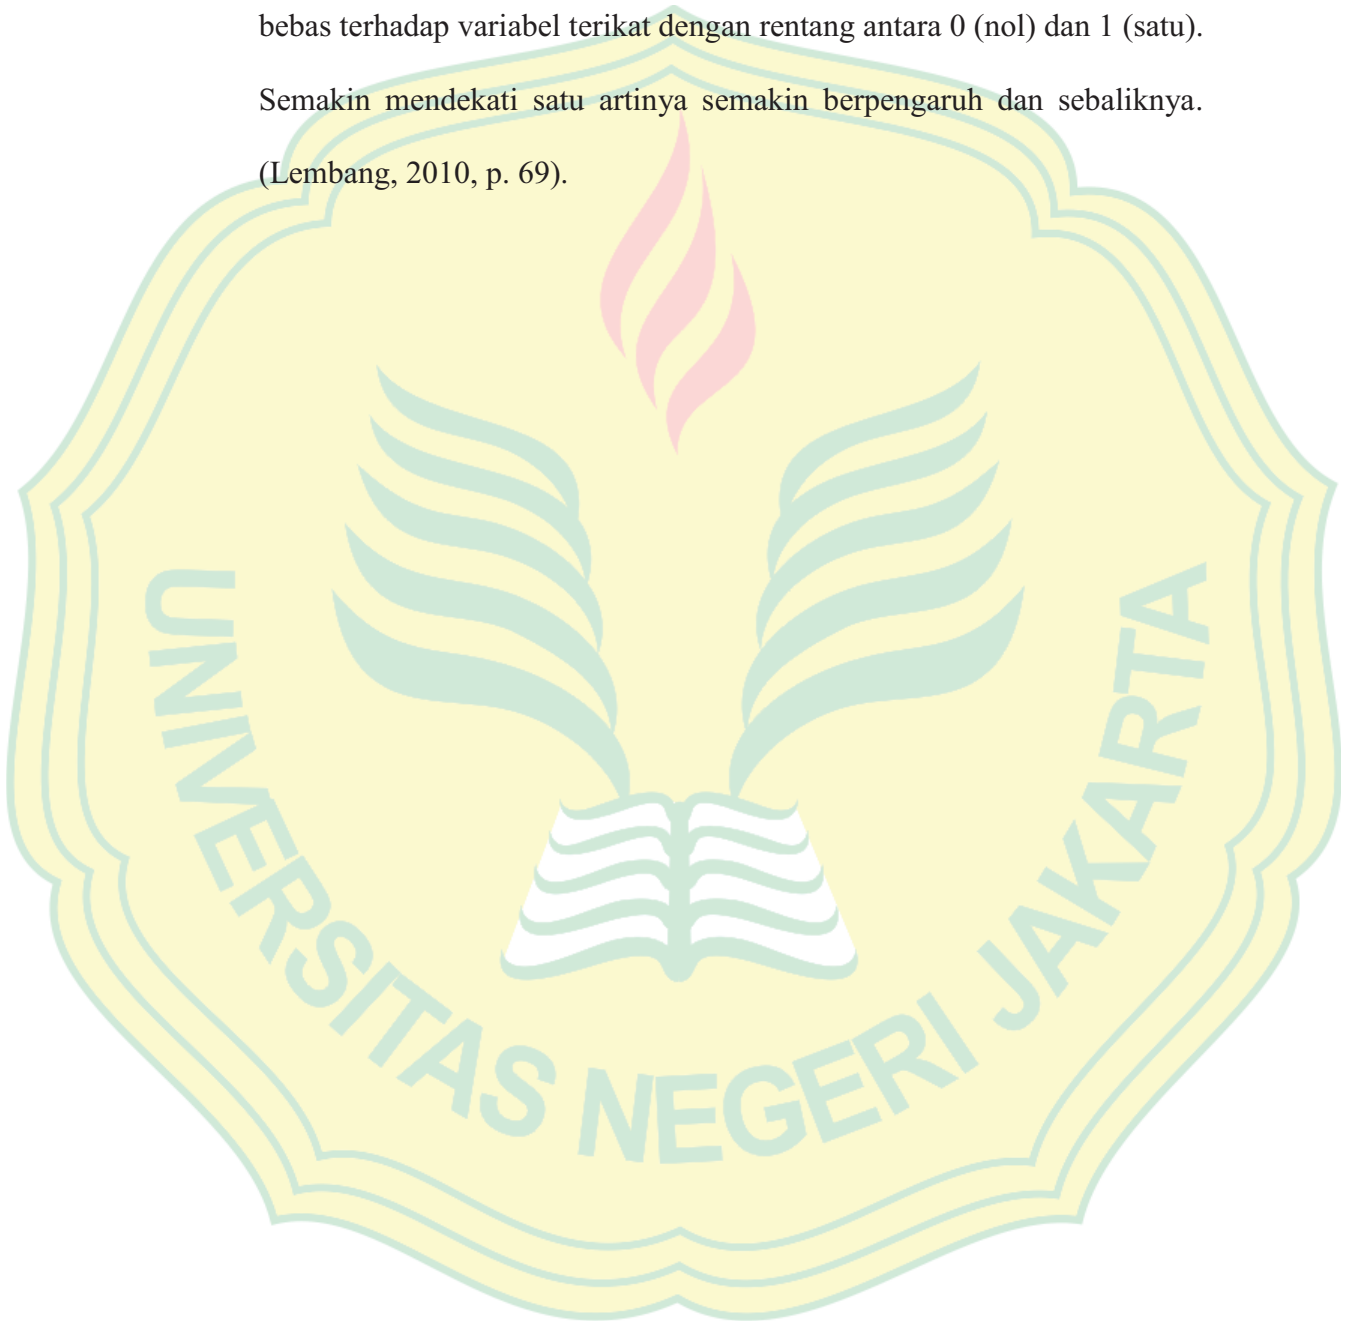 bebas terhadap variabel terikat dengan rentang antara 0 (nol) dan 1 (satu).
Semakin mendekati satu artinya semakin berpengaruh dan sebaliknya.
(Lembang, 2010, p. 69).
UNIVERSITAS NEGERI JAKARTA